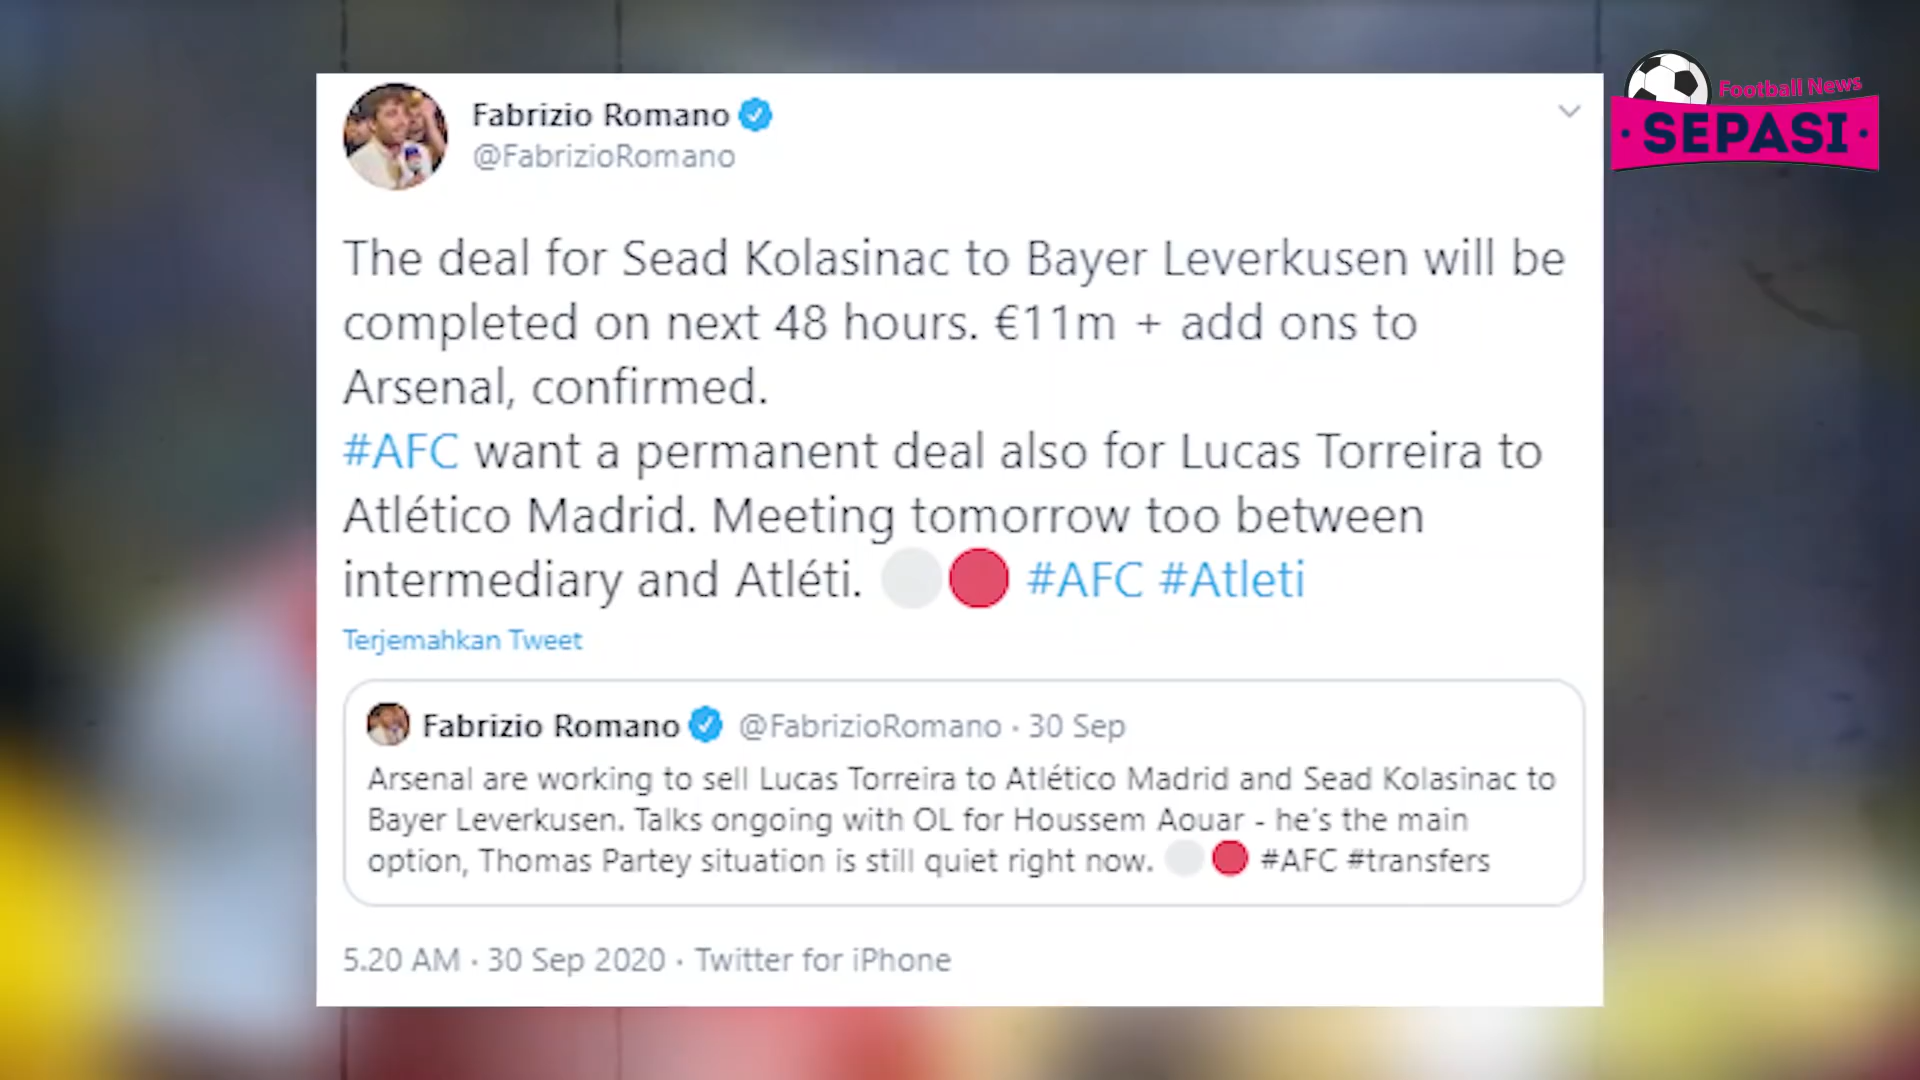 Football News
SEPASI
Fabrizio Romano
@FabrizioRomano
The deal for Sead Kolasinac to Bayer Leverkusen will be
completed on next 48 hours. €11m + add ons to
Arsenal, confirmed.
#AFC want a permanent deal also for Lucas Torreira to
Atlético Madrid. Meeting tomorrow too between
intermediary and Atléti. ⚪🔴 #AFC #Atleti
Terjemahkan Tweet
Fabrizio Romano @FabrizioRomano · 30 Sep
Arsenal are working to sell Lucas Torreira to Atlético Madrid and Sead Kolasinac to
Bayer Leverkusen. Talks ongoing with OL for Houssem Aouar - he's the main
option, Thomas Partey situation is still quiet right now. ⚪🔴 #AFC #transfers
5.20 AM · 30 Sep 2020 · Twitter for iPhone